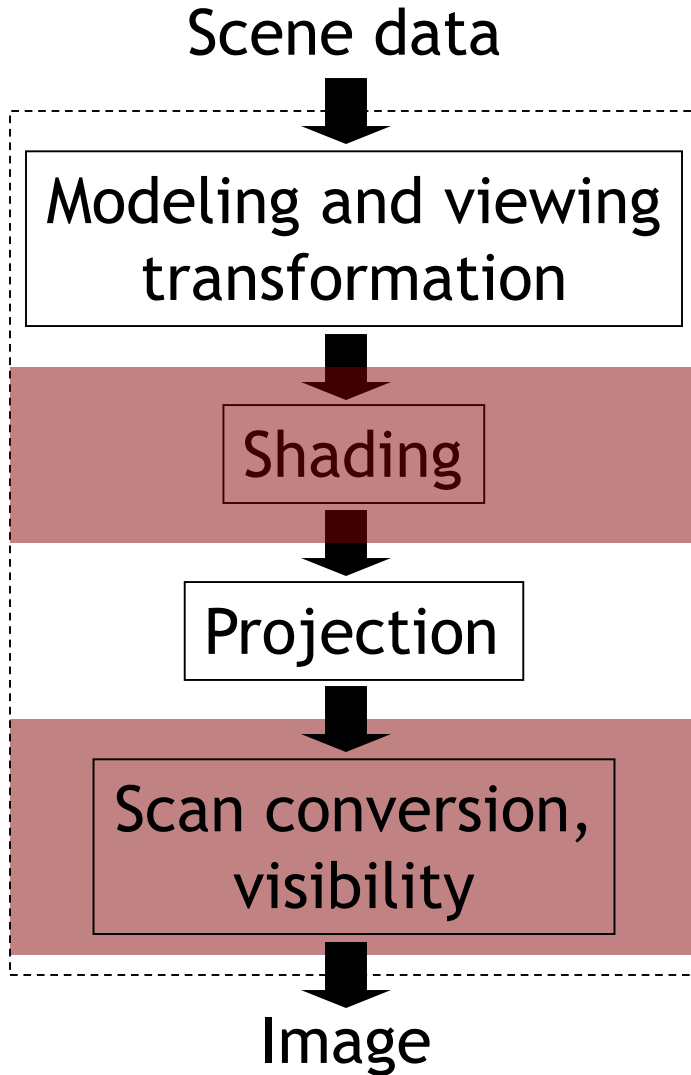 Scene data
Modeling and viewing
transformation
Shading
Projection
Scan conversion,
visibility
Image